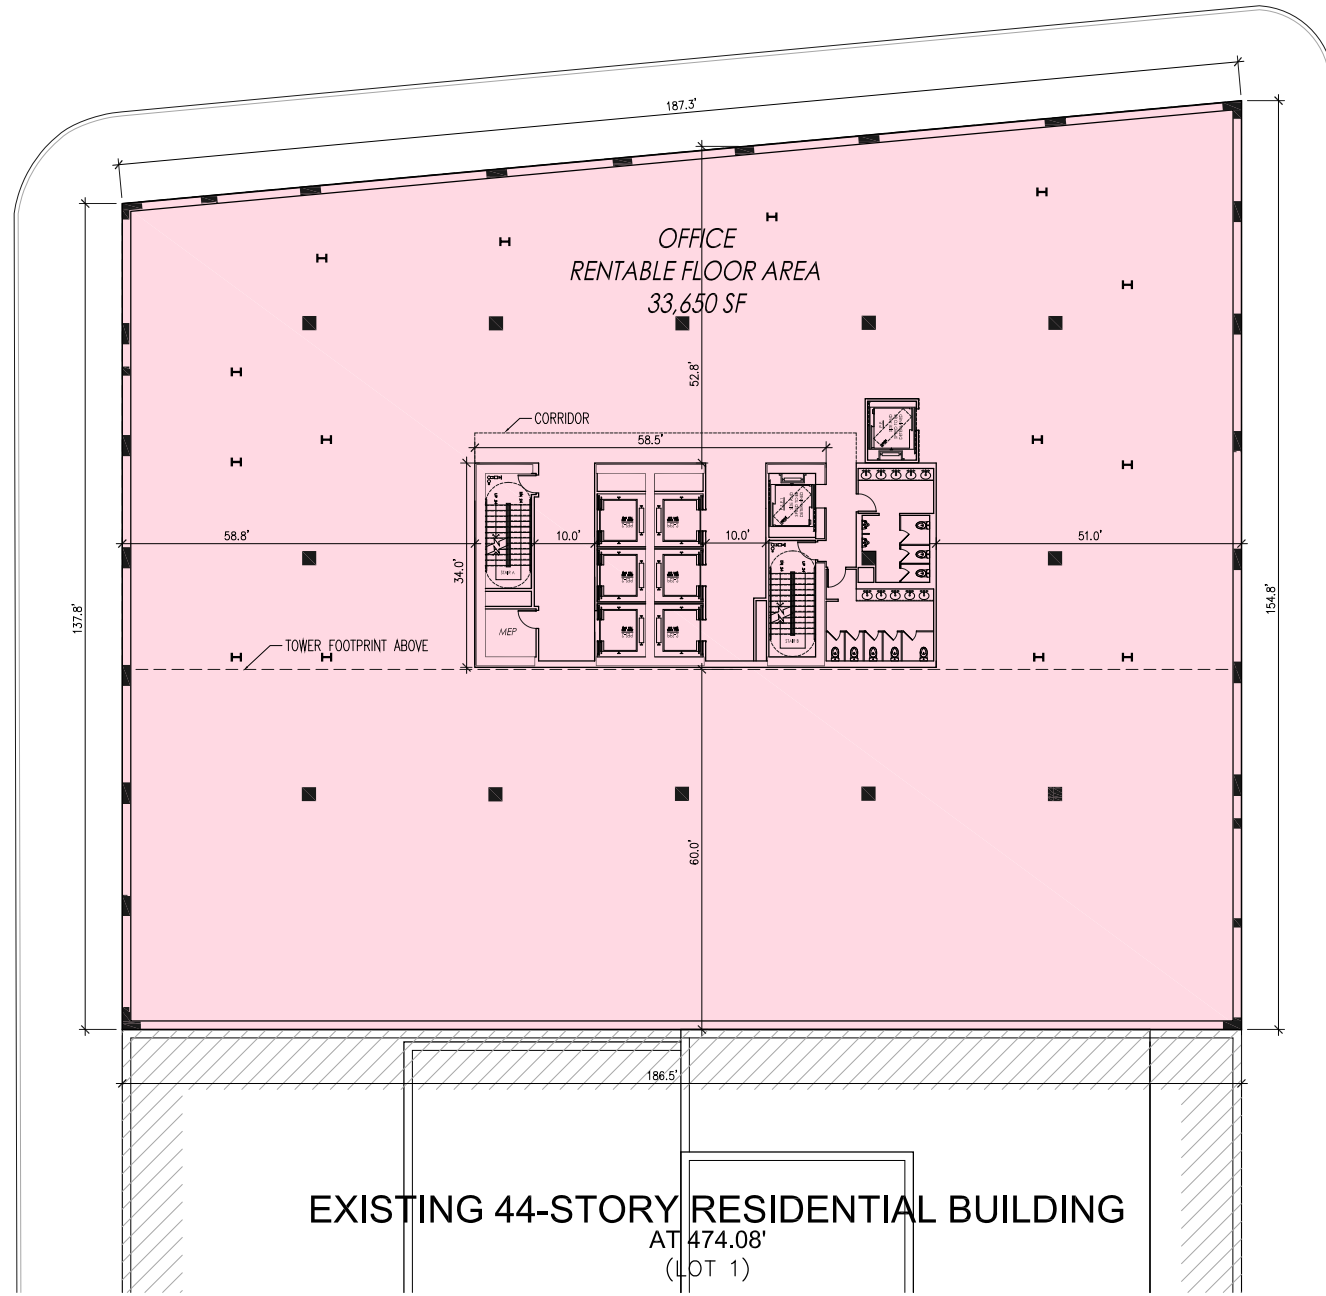 187.3'
OFFICE
RENTABLE FLOOR AREA
33,650 SF
52.8'
CORRIDOR
58.5'
58.8'
10.0'
10.0'
51.0'
34.0'
137.8'
154.8'
MEP
TOWER FOOTPRINT ABOVE
60.0'
186.5'
EXISTING 44-STORY RESIDENTIAL BUILDING
AT 474.08'
(LOT 1)